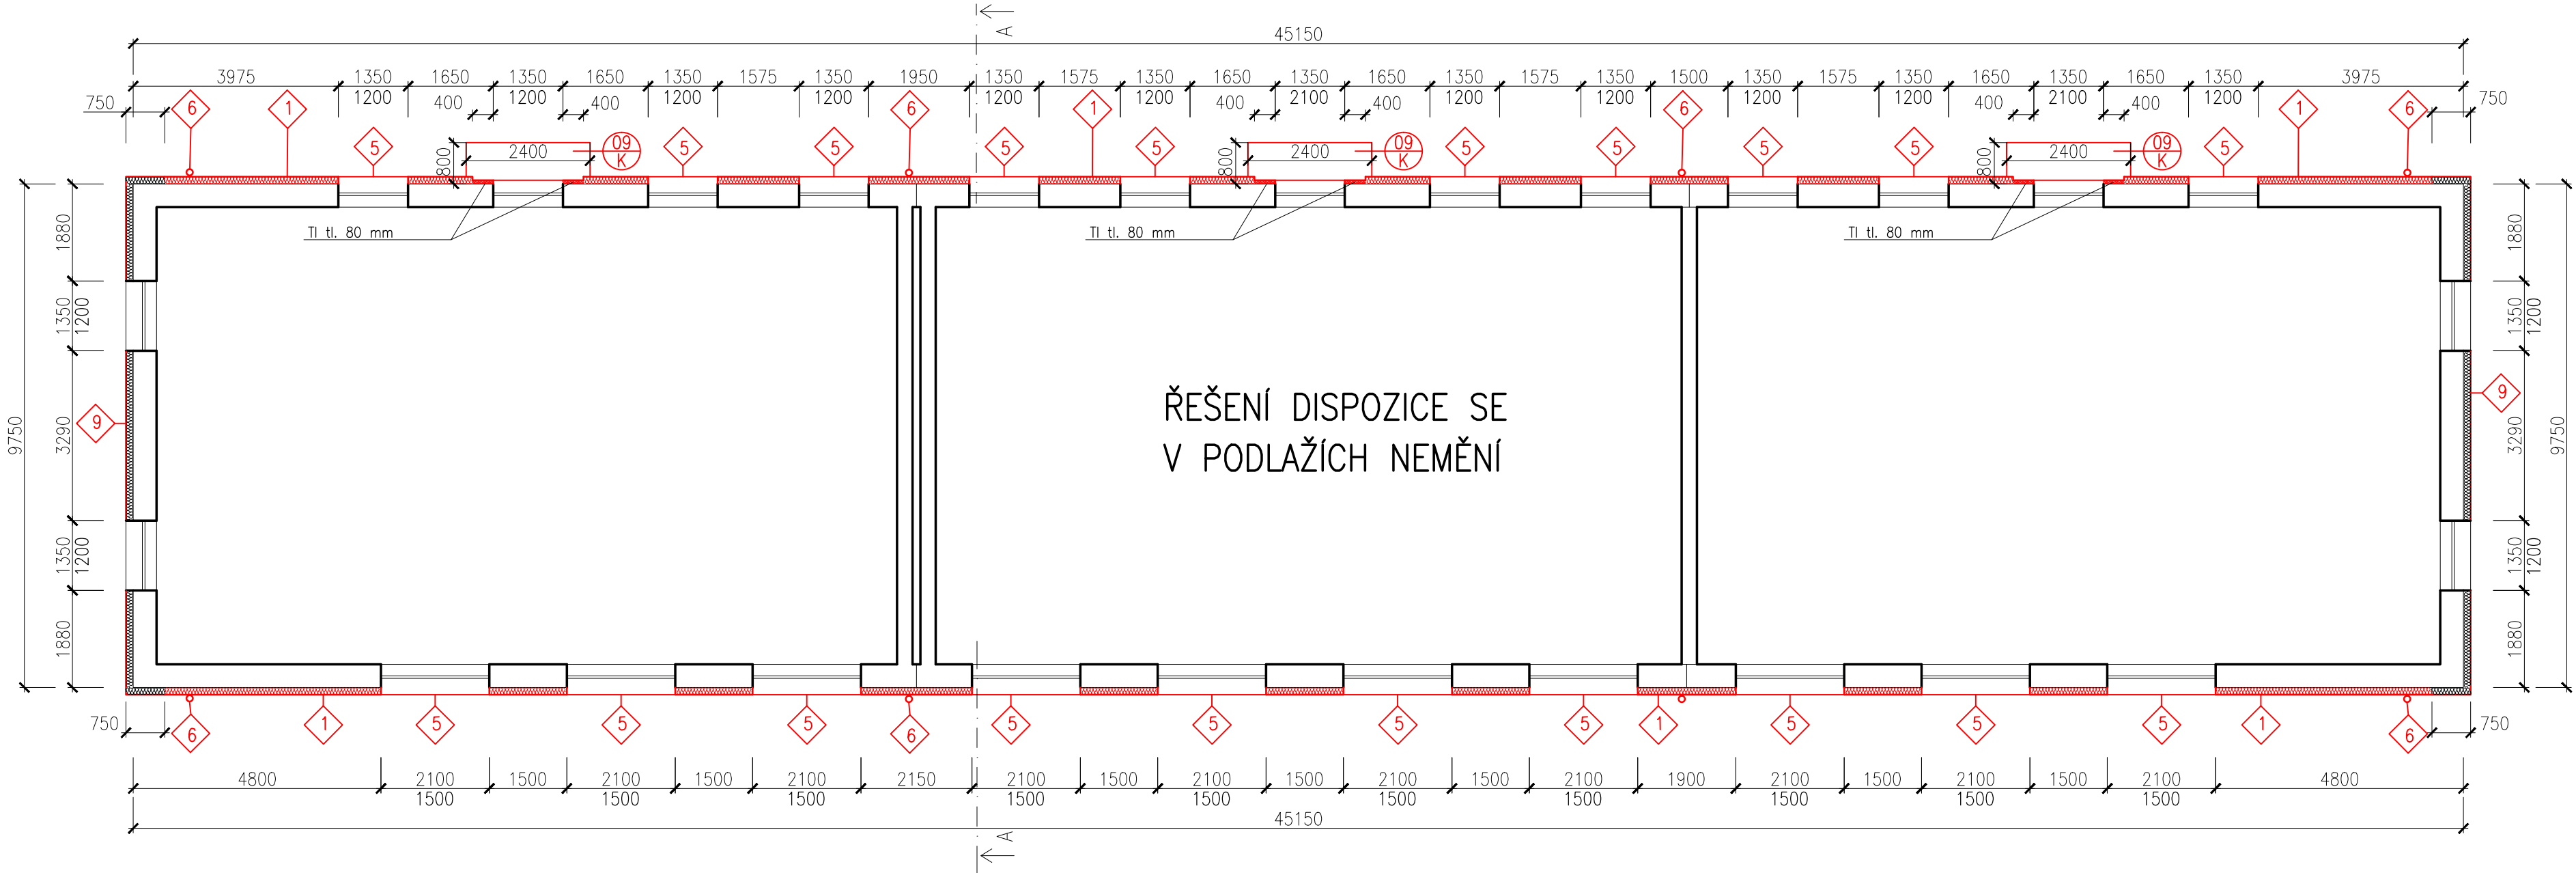 A
45150
3975 1350 1650 1350 1650 1350 1575 1350 1950 1350 1575 1350 1650 1350 1650 1350 1575 1350 1500 1350 1575 1350 1650 1350 1650 1350 3975
1200 1200 1200 1200 1200 1200 2100 1200 1200 1200 1200 2100 1200
750 400 400 400 400 400 400 750
6 1 5 5 5 6 5 1 5 5 5 6 5 5 5 1 6
800 2400 09 K 800 2400 09 K 800 2400 09 K
TI tl. 80 mm TI tl. 80 mm TI tl. 80 mm
9750
1880
1350
1200
3290
1350
1200
1880
9
ŘEŠENÍ DISPOZICE SE
V PODLAŽÍCH NEMĚNÍ
9
1880
1350
1200
3290
1350
1200
1880
9750
750 6 1 5 5 5 6 5 5 5 5 1 5 5 5 1 6 750
4800 2100 1500 2100 1500 2100 2150 2100 1500 2100 1500 2100 1500 2100 1900 2100 1500 2100 1500 2100 4800
1500 1500 1500 1500 1500 1500 1500 1500 1500 1500
45150
A